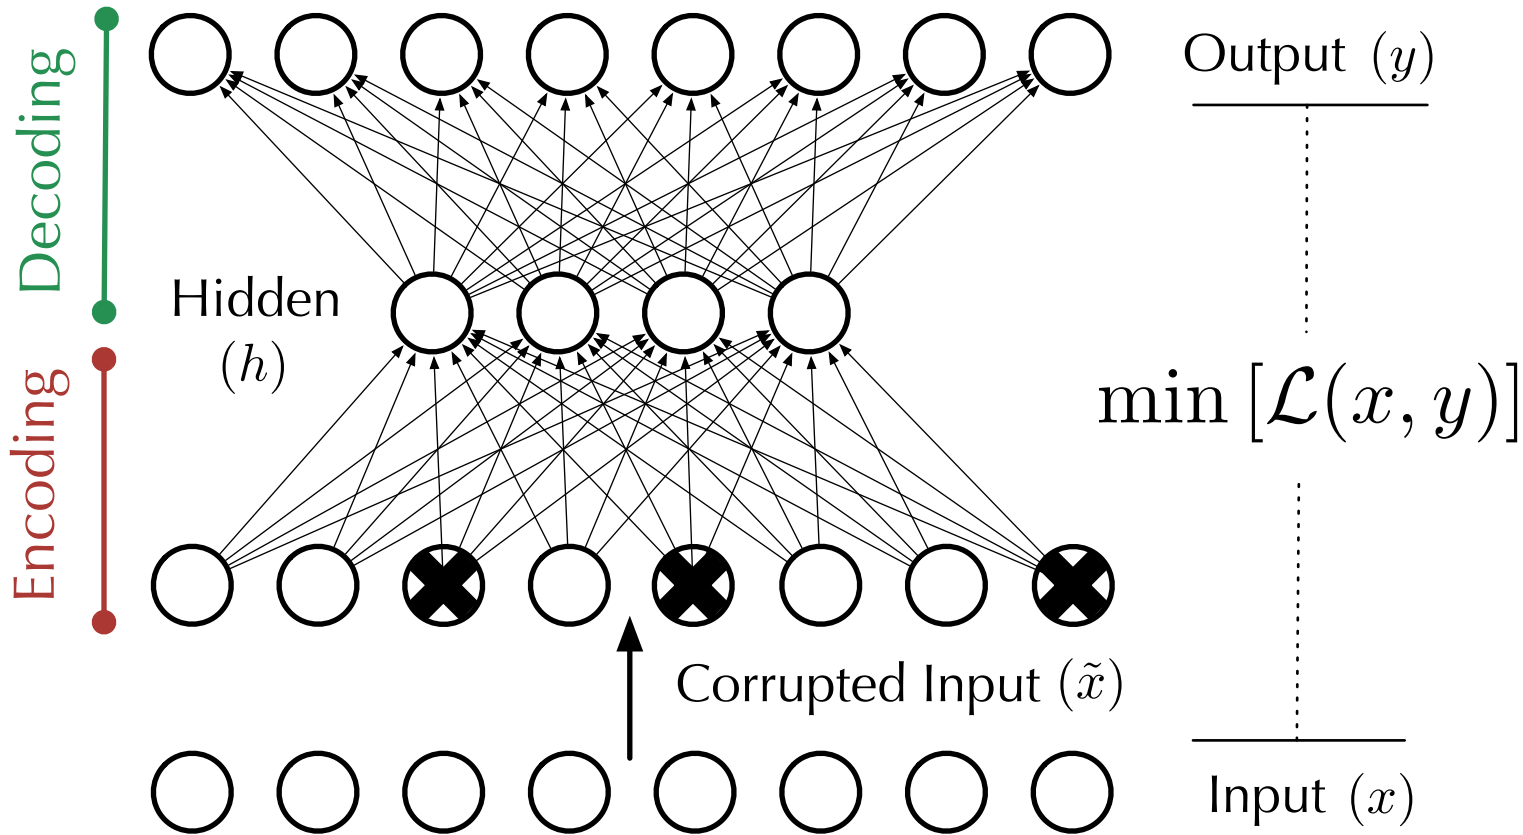 Decoding
Output (y)
Hidden
(h)
Encoding
min [ℒ(x, y)]
Corrupted Input (x̃)
Input (x)